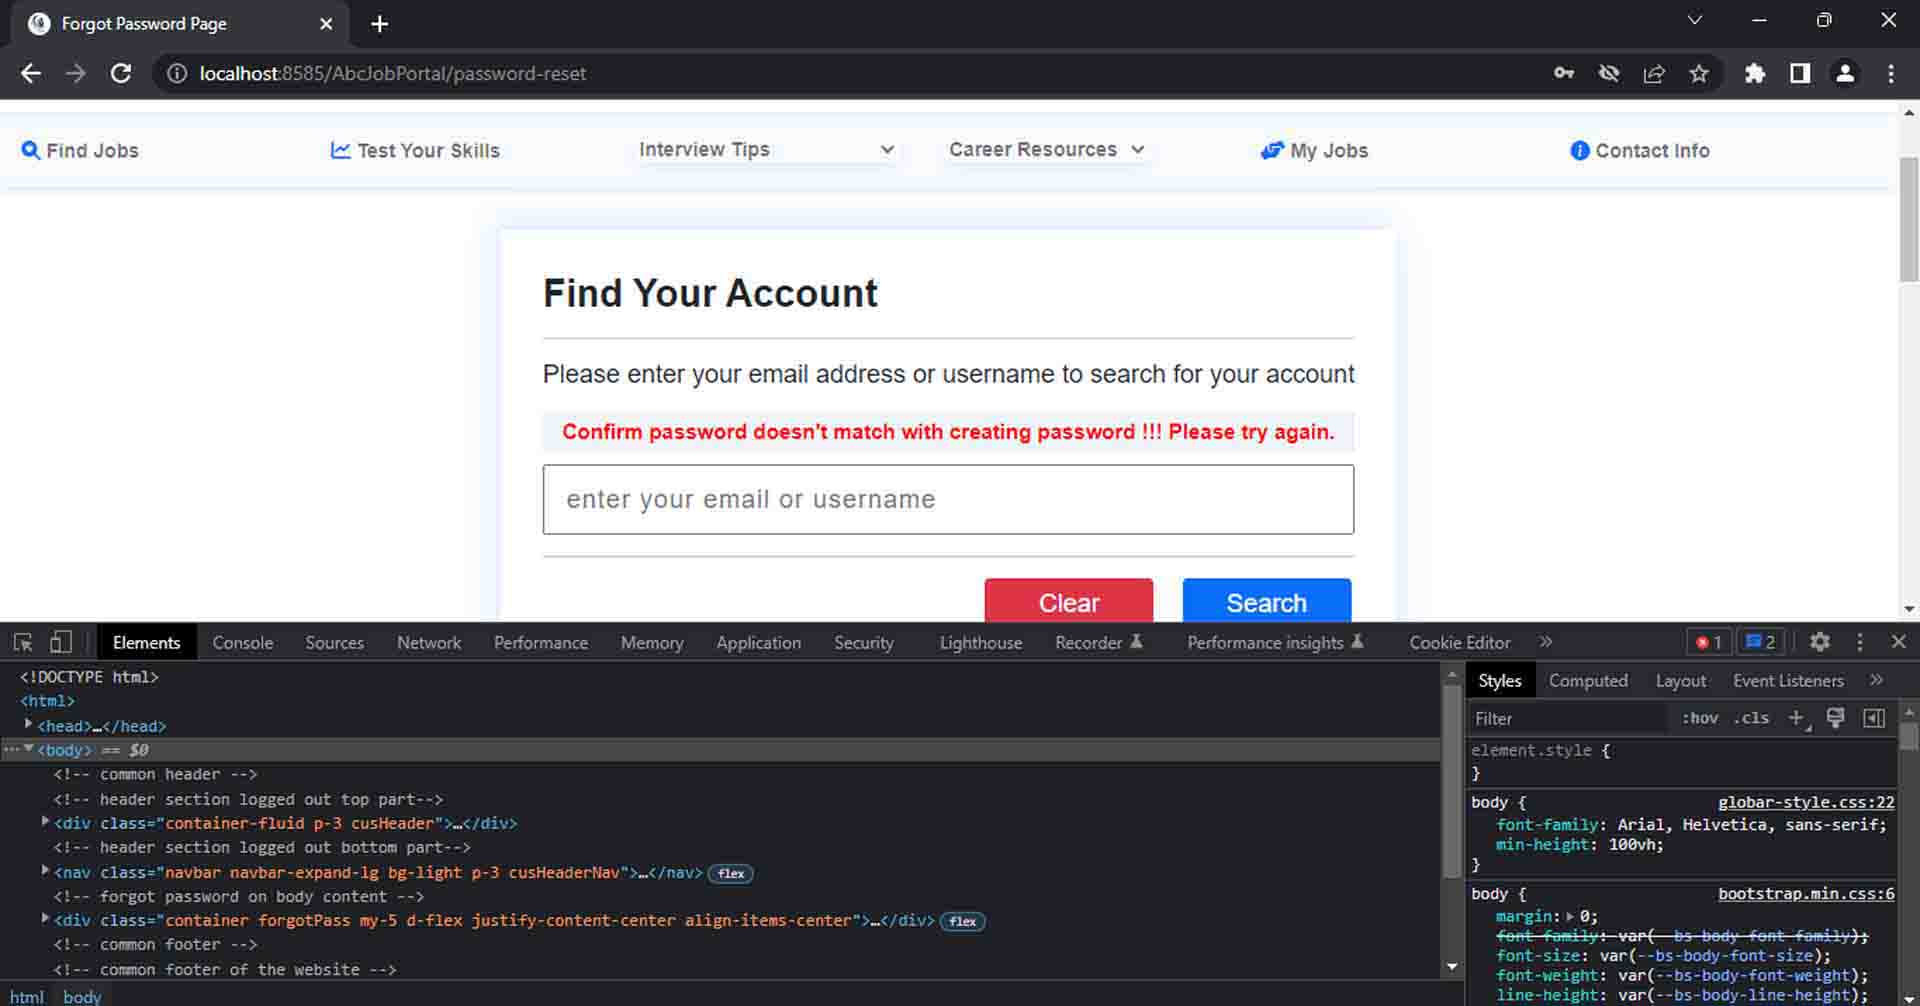 Forgot Password Page
localhost:8585/AbcJobPortal/password-reset
Find Jobs Test Your Skills Interview Tips Career Resources My Jobs Contact Info
Find Your Account
Please enter your email address or username to search for your account
Confirm password doesn't match with creating password !!! Please try again.
enter your email or username
Clear Search
Elements Console Sources Network Performance Memory Application Security Lighthouse Recorder Performance insights Cookie Editor » 1 2
<!DOCTYPE html>
<html>
<head>…</head>
<body> == $0
<!-- common header -->
<!-- header section logged out top part-->
<div class="container-fluid p-3 cusHeader">…</div>
<!-- header section logged out bottom part-->
<nav class="navbar navbar-expand-lg bg-light p-3 cusHeaderNav">…</nav> flex
<!-- forgot password on body content -->
<div class="container forgotPass my-5 d-flex justify-content-center align-items-center">…</div> flex
<!-- common footer -->
<!-- common footer of the website -->
html body
Styles Computed Layout Event Listeners »
Filter :hov .cls +
element.style {
}
body { globar-style.css:22
font-family: Arial, Helvetica, sans-serif;
min-height: 100vh;
}
body { bootstrap.min.css:6
margin: 0;
font-family: var(--bs-body-font-family);
font-size: var(--bs-body-font-size);
font-weight: var(--bs-body-font-weight);
line-height: var(--bs-body-line-height);